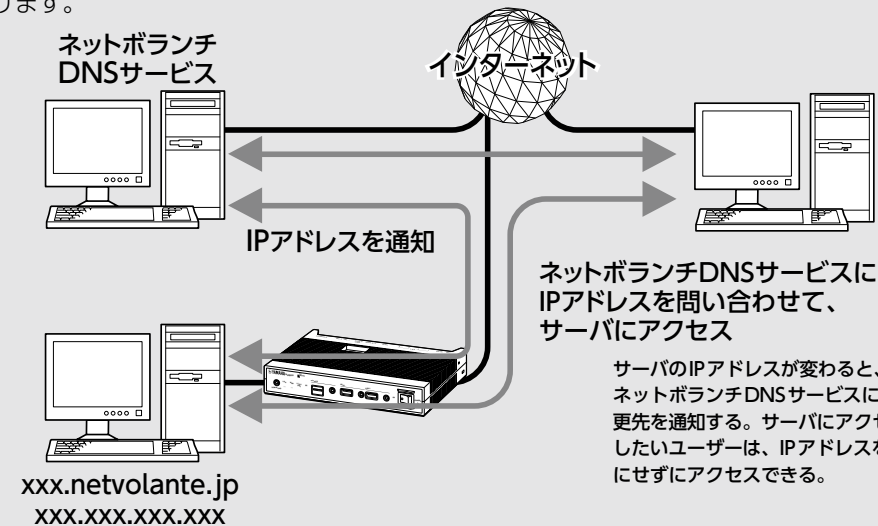 ります。
ネットボランチ
DNSサービス
インターネット
IPアドレスを通知
ネットボランチDNSサービスに
IPアドレスを問い合わせて、
サーバにアクセス
サーバのIPアドレスが変わると、
ネットボランチDNSサービスに
更先を通知する。サーバにアクセ
したいユーザーは、IPアドレスを
にせずにアクセスできる。
xxx.netvolante.jp
xxx.xxx.xxx.xxx